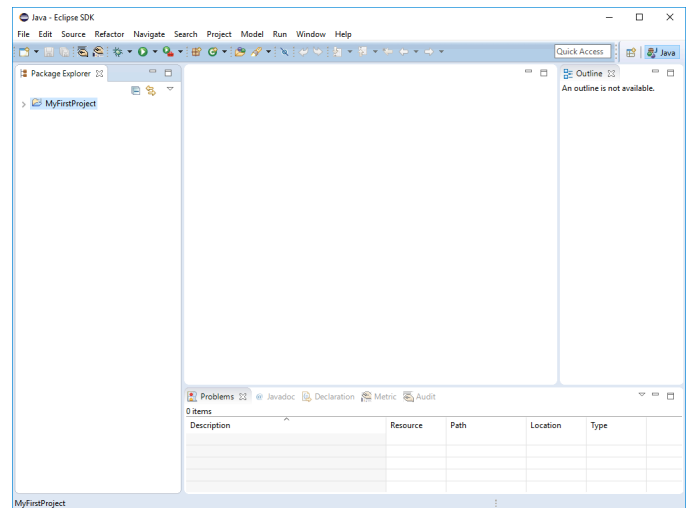 Java - Eclipse SDK
File Edit Source Refactor Navigate Search Project Model Run Window Help
Quick Access
Java
Package Explorer
Outline
An outline is not available.
MyFirstProject
Problems @ Javadoc Declaration Metric Audit
0 items
Description Resource Path Location Type
MyFirstProject